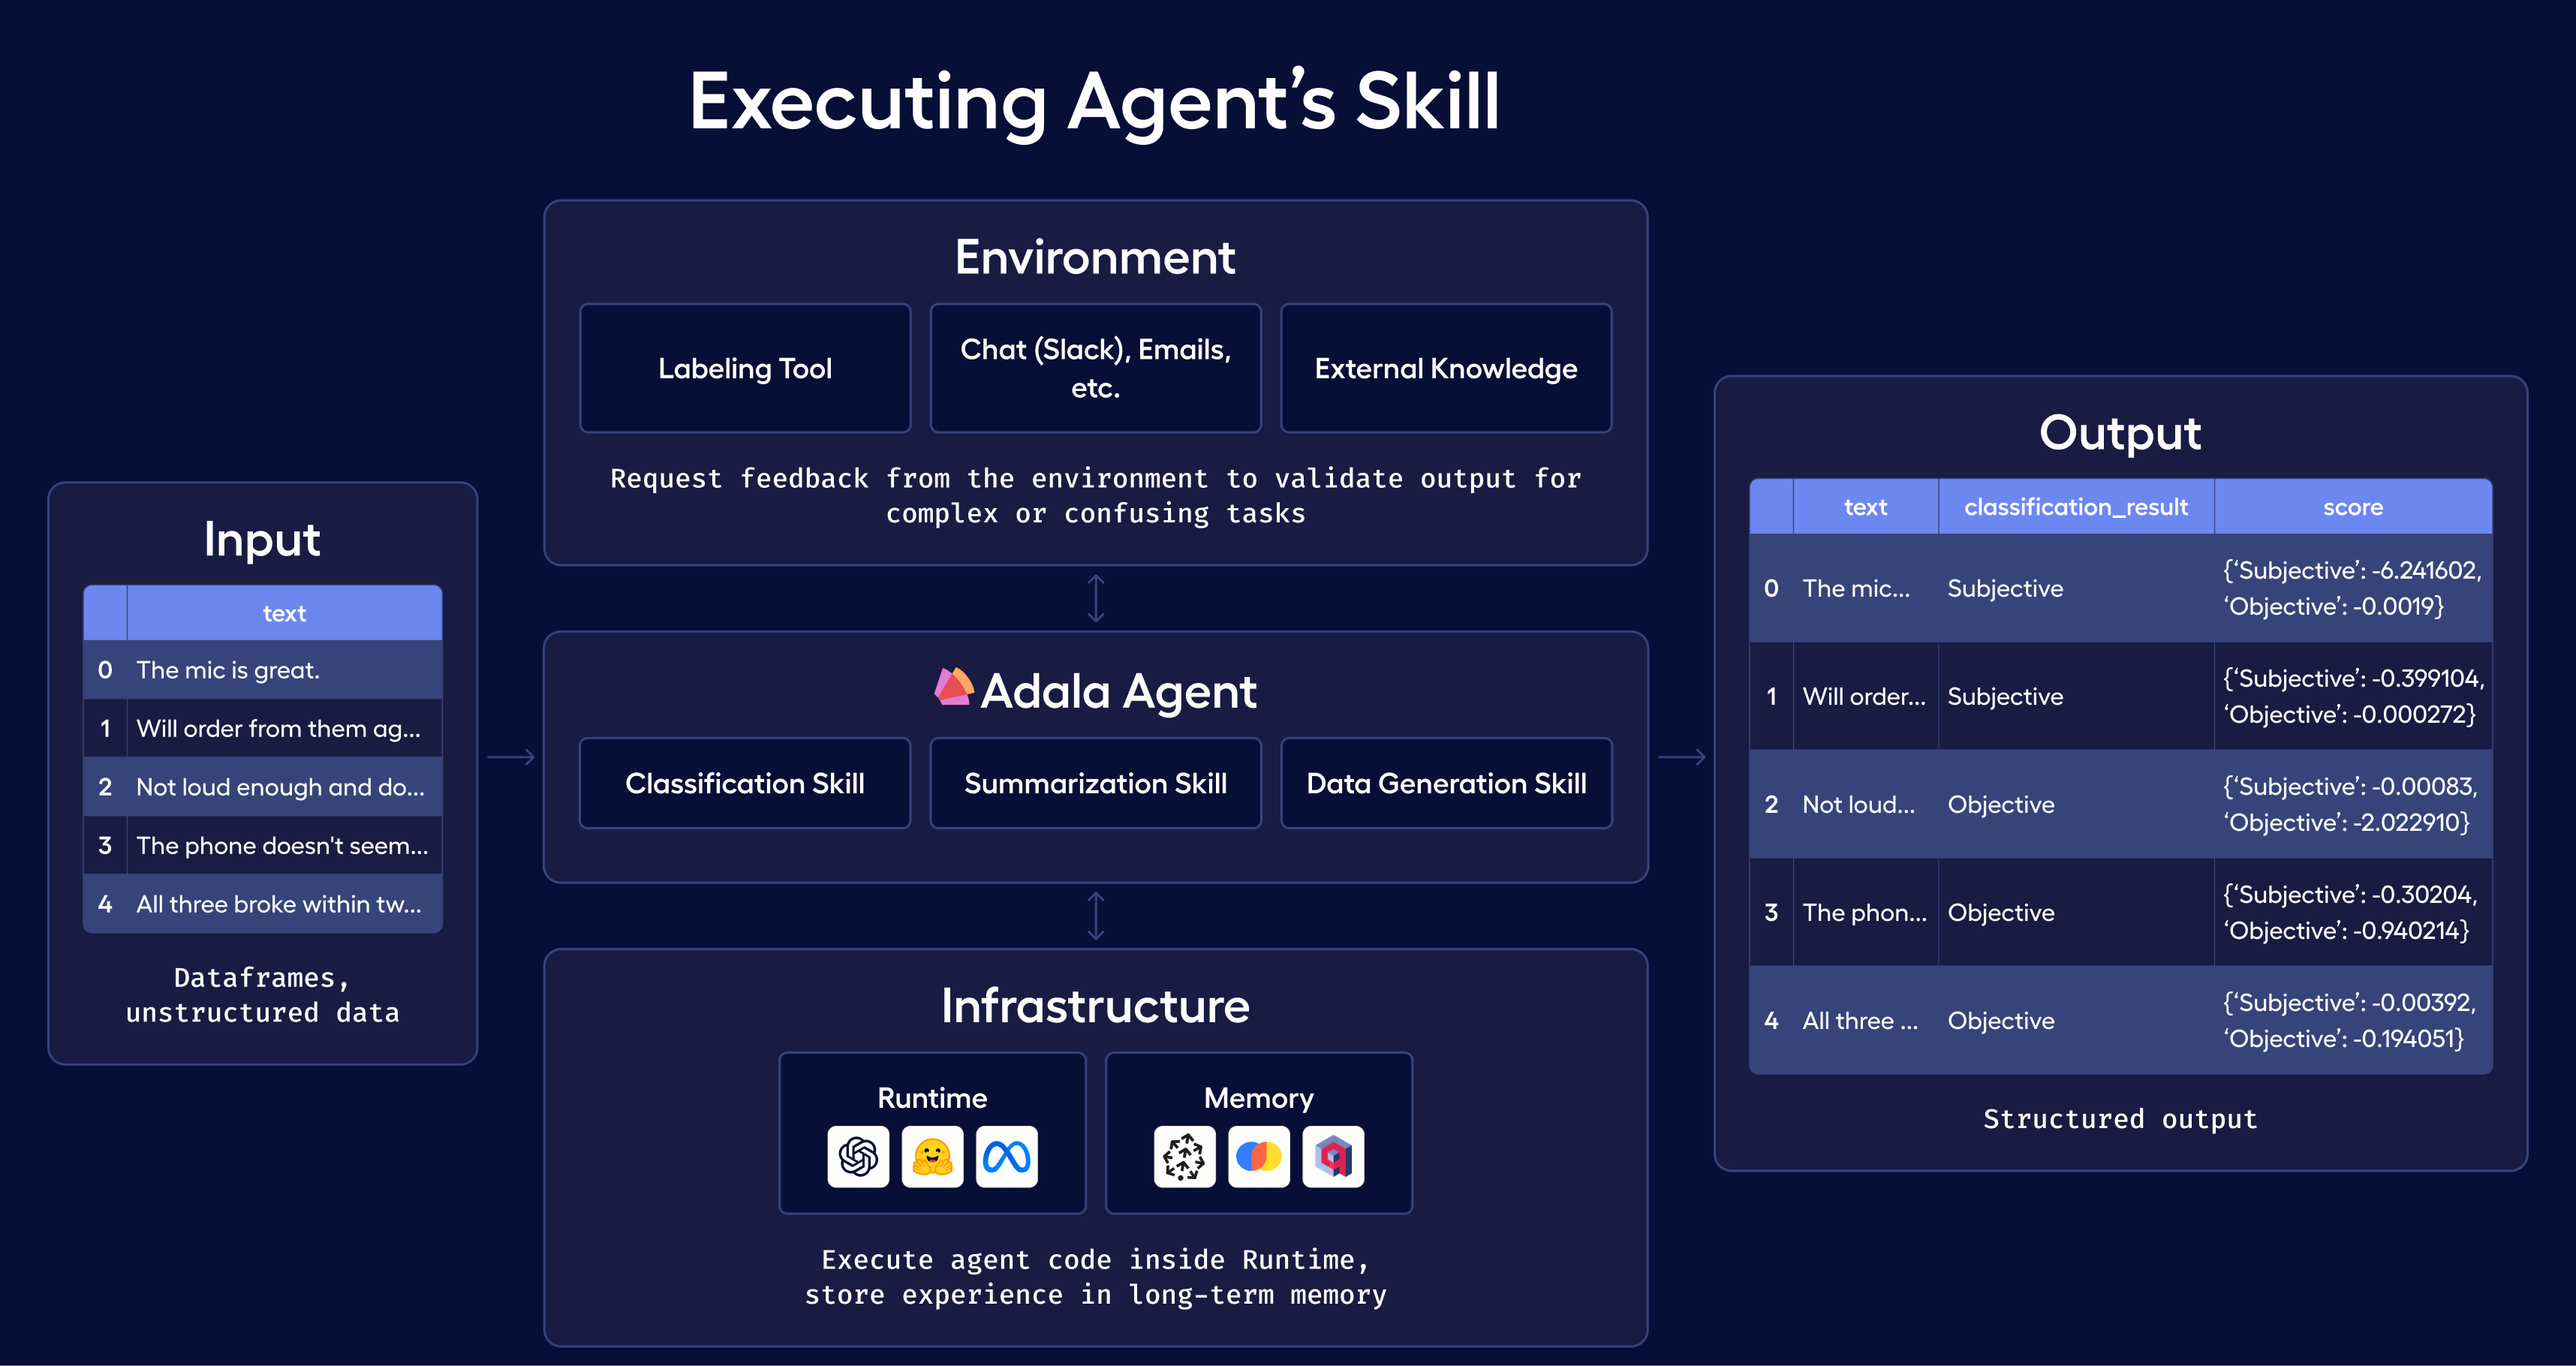 Executing Agent’s Skill
Input
text
0 The mic is great.
1 Will order from them ag...
2 Not loud enough and do...
3 The phone doesn't seem...
4 All three broke within tw...
Dataframes,
unstructured data
Environment
Labeling Tool
Chat (Slack), Emails,
etc.
External Knowledge
Request feedback from the environment to validate output for
complex or confusing tasks
Adala Agent
Classification Skill
Summarization Skill
Data Generation Skill
Infrastructure
Runtime
Memory
Execute agent code inside Runtime,
store experience in long-term memory
Output
text classification_result score
0 The mic... Subjective {‘Subjective’: -6.241602,
‘Objective’: -0.0019}
1 Will order... Subjective {‘Subjective’: -0.399104,
‘Objective’: -0.000272}
2 Not loud... Objective {‘Subjective’: -0.00083,
‘Objective’: -2.022910}
3 The phon... Objective {‘Subjective’: -0.30204,
‘Objective’: -0.940214}
4 All three ... Objective {‘Subjective’: -0.00392,
‘Objective’: -0.194051}
Structured output